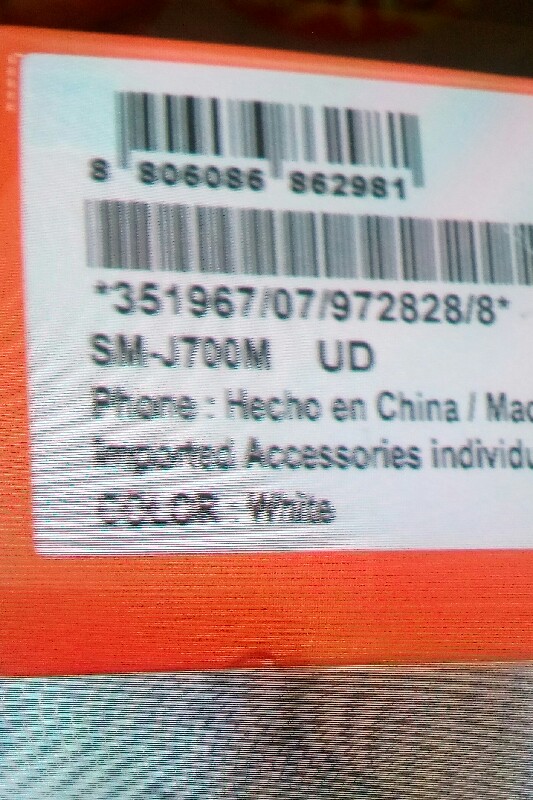 8 806086 862981
*351967/07/972828/8*
SM-J700M UD
Phone : Hecho en China /
Imported Accessories
COLOR : White